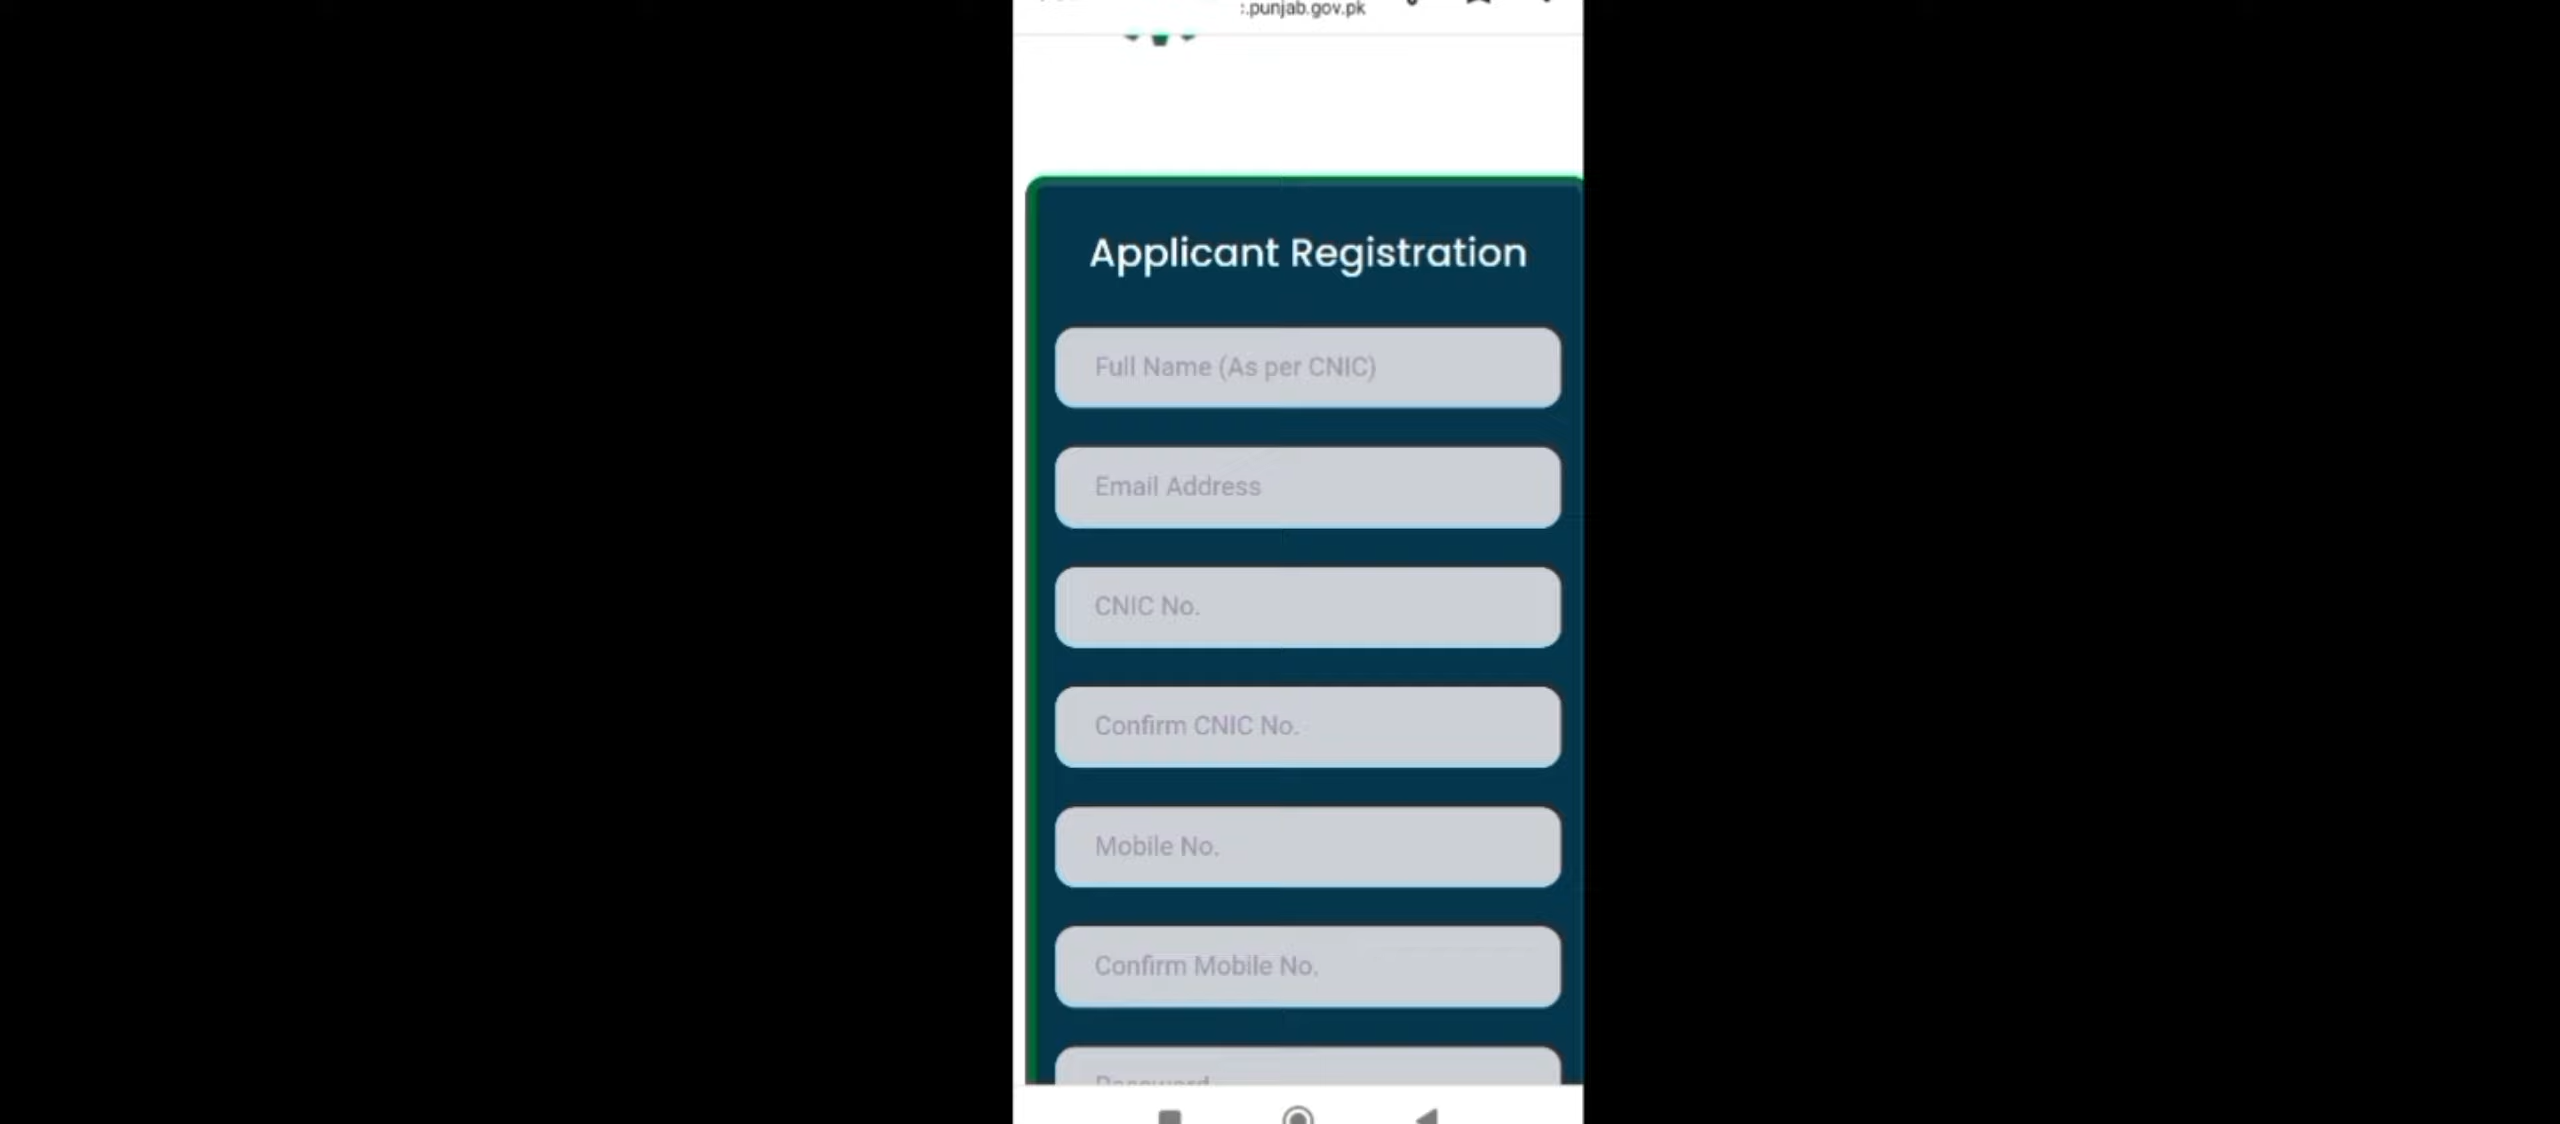 :.punjab.gov.pk
Applicant Registration
Full Name (As per CNIC)
Email Address
CNIC No.
Confirm CNIC No.
Mobile No.
Confirm Mobile No.
Password